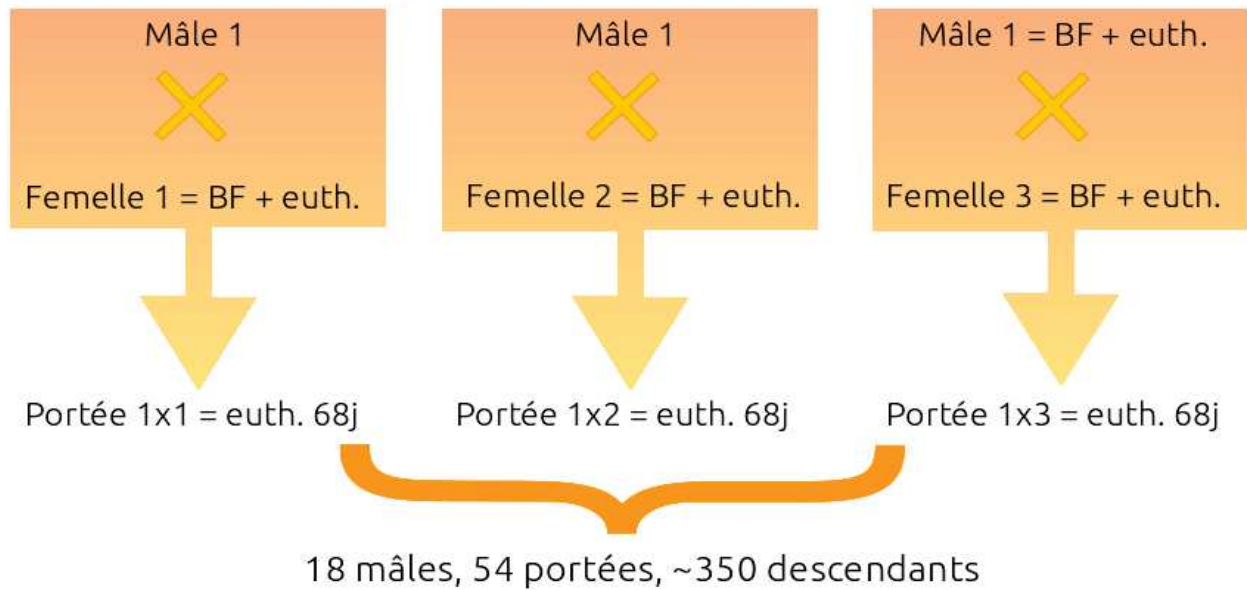 Mâle 1
Femelle 1 = BF + euth.
Mâle 1
Femelle 2 = BF + euth.
Mâle 1 = BF + euth.
Femelle 3 = BF + euth.
Portée 1x1 = euth. 68j
Portée 1x2 = euth. 68j
Portée 1x3 = euth. 68j
18 mâles, 54 portées, ~350 descendants